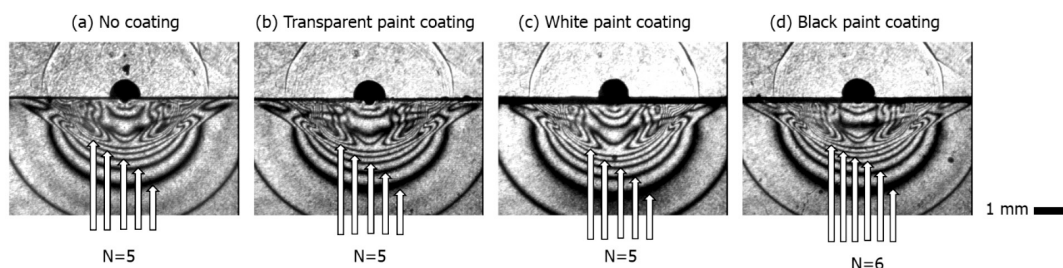 (a) No coating
(b) Transparent paint coating
(c) White paint coating
(d) Black paint coating
1 mm
N=5
N=5
N=5
N=6